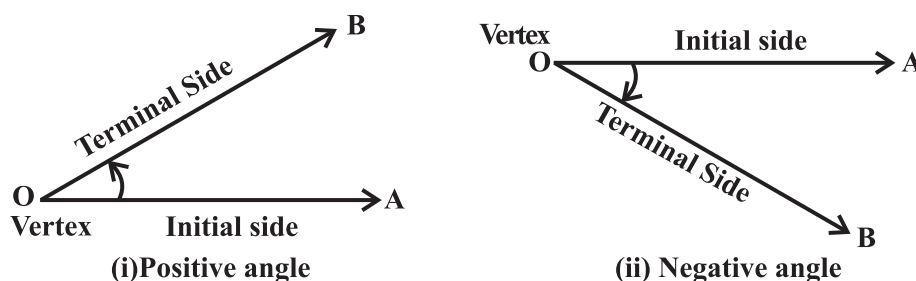 B
Terminal Side
O
A
Vertex
Initial side
(i)Positive angle
Vertex
Initial side
O
A
Terminal Side
B
(ii) Negative angle